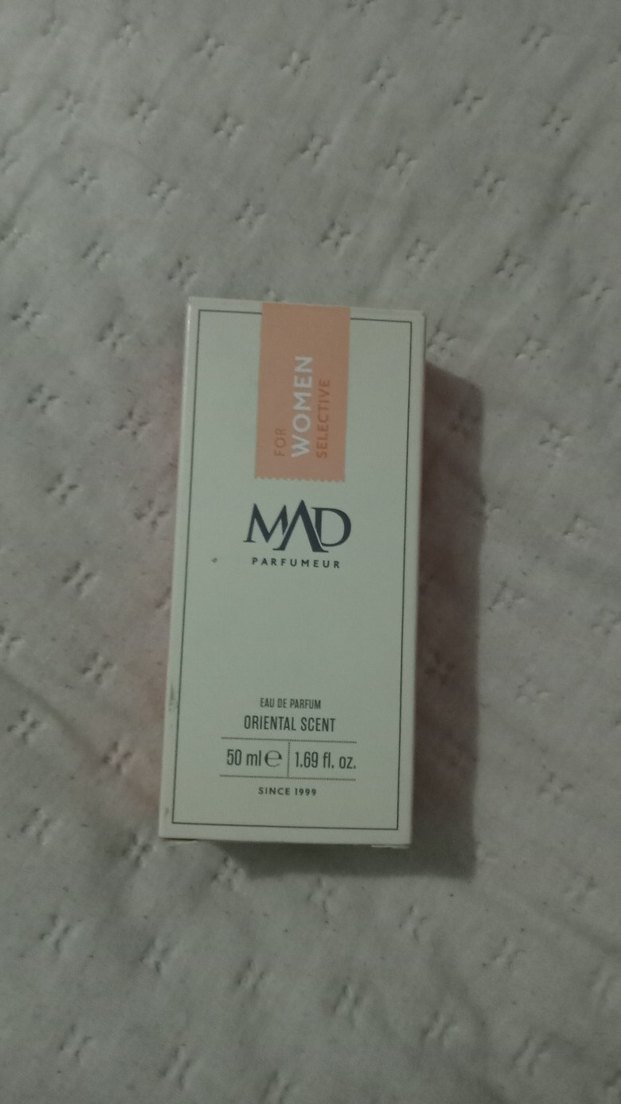 FOR
WOMEN
SELECTIVE
MAD
PARFUMEUR
EAU DE PARFUM
ORIENTAL SCENT
50 ml ℮ 1.69 fl. oz.
SINCE 1999